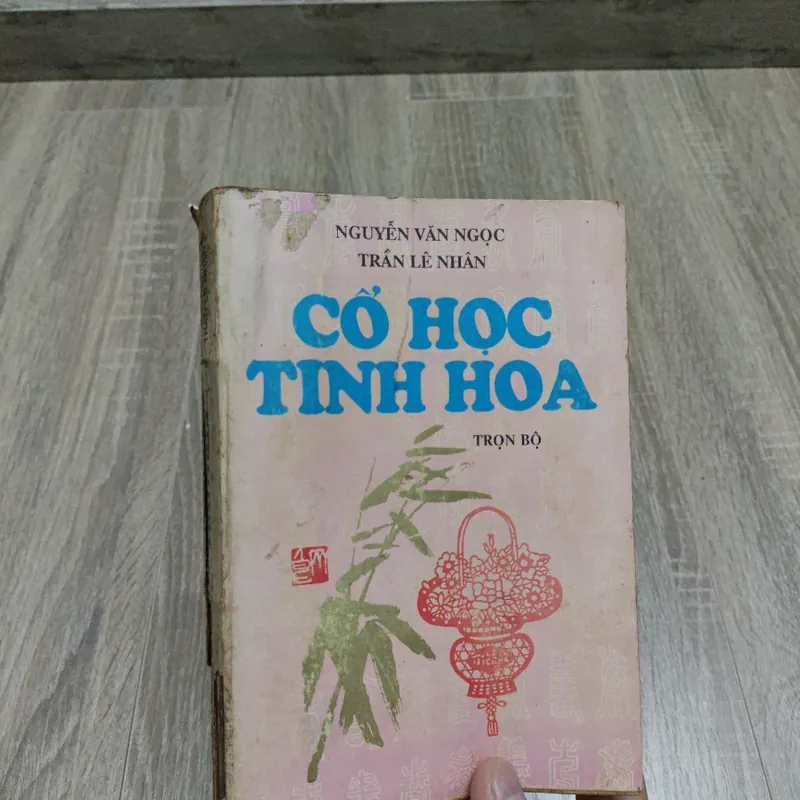 NGUYỄN VĂN NGỌC
TRẦN LÊ NHÂN
CỔ HỌC
TINH HOA
TRỌN BỘ